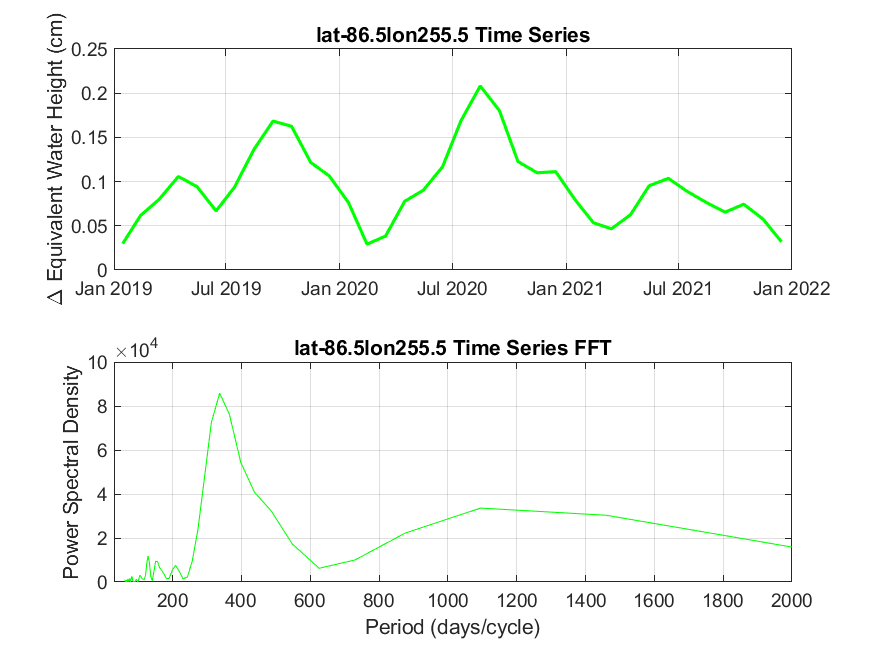 lat-86.5lon255.5 Time Series
Δ Equivalent Water Height (cm)
0.25
0.2
0.15
0.1
0.05
0
Jan 2019 Jul 2019 Jan 2020 Jul 2020 Jan 2021 Jul 2021 Jan 2022
lat-86.5lon255.5 Time Series FFT
×10⁴
Power Spectral Density
10
8
6
4
2
0
200 400 600 800 1000 1200 1400 1600 1800 2000
Period (days/cycle)